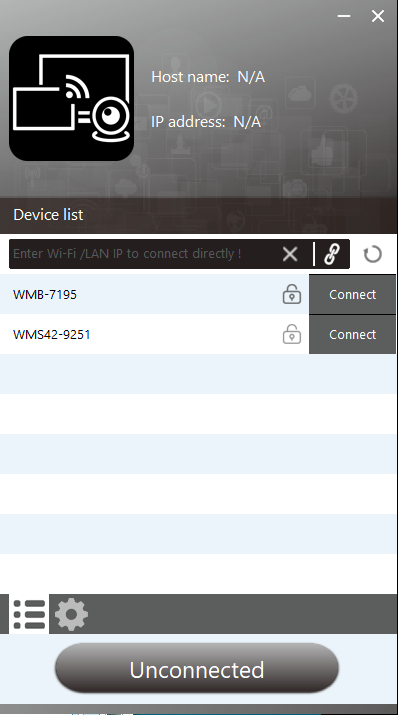 Host name: N/A
IP address: N/A
Device list
Enter Wi-Fi /LAN IP to connect directly !
WMB-7195 Connect
WMS42-9251 Connect
Unconnected